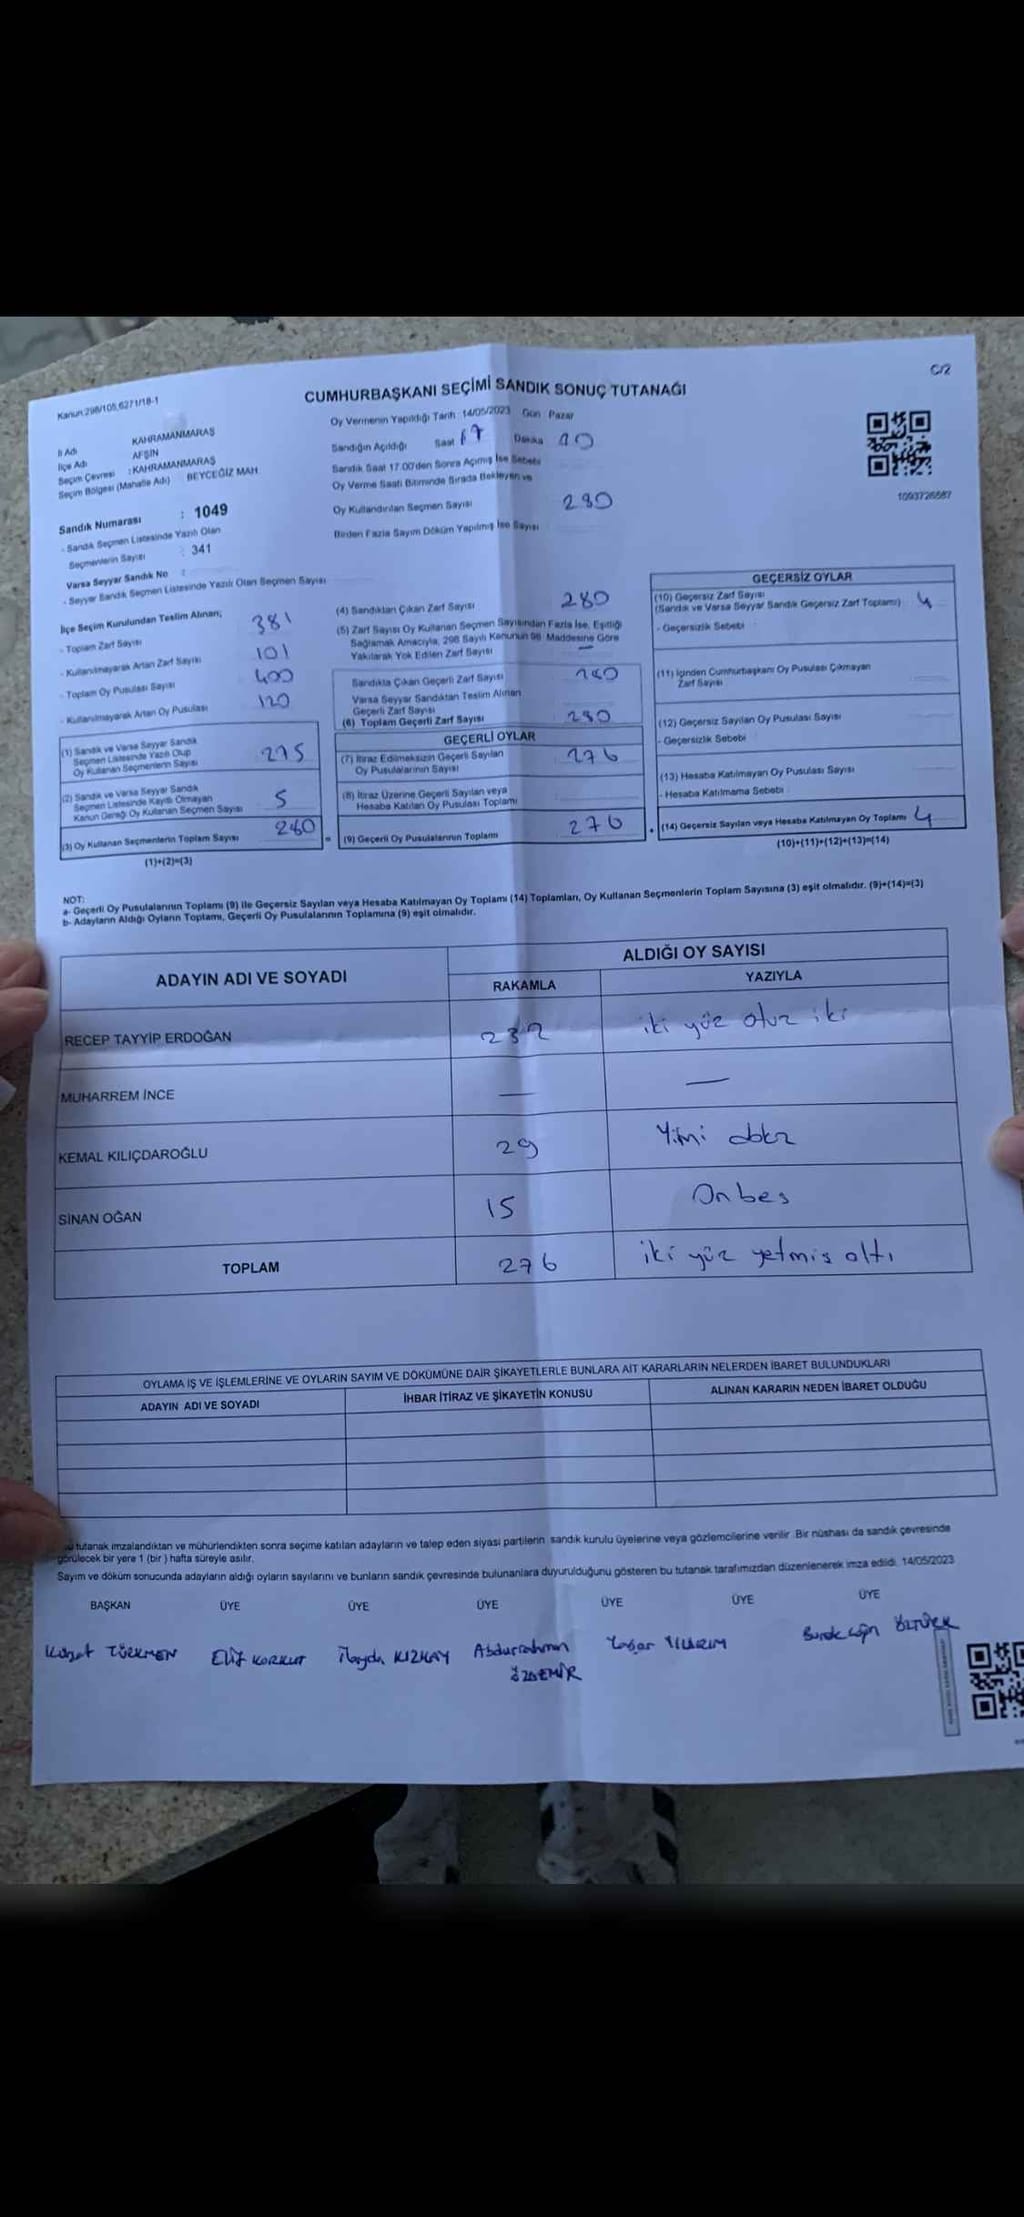 C/2
Kanun:298/105,6271/18-1
CUMHURBAŞKANI SEÇİMİ SANDIK SONUÇ TUTANAĞI
İl Adı KAHRAMANMARAŞ
İlçe Adı AFŞİN
Seçim Çevresi : KAHRAMANMARAŞ
Seçim Bölgesi (Mahalle Adı) BEYCEĞİZ MAH.
Sandık Numarası : 1049
- Sandık Seçmen Listesinde Yazılı Olan
Seçmenlerin Sayısı : 341
Varsa Seyyar Sandık No :
- Seyyar Sandık Seçmen Listesinde Yazılı Olan Seçmen Sayısı
Oy Vermenin Yapıldığı Tarih 14/05/2023 Gün Pazar
Sandığın Açıldığı Saat 17 Dakika 10
Sandık Saat 17.00'den Sonra Açımış İse Sebebi
Oy Verme Saati Bitiminde Sırada Bekleyen ve
Oy Kullandırılan Seçmen Sayısı 280
Birden Fazla Sayım Döküm Yapılmış İse Sayısı
1093726687
İlçe Seçim Kurulundan Teslim Alınan;
- Toplam Zarf Sayısı 381
- Kullanılmayarak Artan Zarf Sayısı 101
- Toplam Oy Pusulası Sayısı 400
- Kullanılmayarak Artan Oy Pusulası 120
(1) Sandık ve Varsa Seyyar Sandık
Seçmen Listesinde Yazılı Olup
Oy Kullanan Seçmenlerin Sayısı 275
(2) Sandık ve Varsa Seyyar Sandık
Seçmen Listesinde Kayıtlı Olmayan
Kanun Gereği Oy Kullanan Seçmen Sayısı 5
(3) Oy Kullanan Seçmenlerin Toplam Sayısı 280
(1)+(2)=(3)
(4) Sandıktan Çıkan Zarf Sayısı 280
(5) Zarf Sayısı Oy Kullanan Seçmen Sayısından Fazla İse, Eşitliği
Sağlamak Amacıyla, 298 Sayılı Kanunun 98. Maddesine Göre
Yakılarak Yok Edilen Zarf Sayısı —
Sandıkta Çıkan Geçerli Zarf Sayısı 280
Varsa Seyyar Sandıktan Teslim Alınan
Geçerli Zarf Sayısı
(6) Toplam Geçerli Zarf Sayısı 280
GEÇERLİ OYLAR
(7) İtiraz Edilmeksizin Geçerli Sayılan
Oy Pusulalarının Sayısı 276
(8) İtiraz Üzerine Geçerli Sayılan veya
Hesaba Katılan Oy Pusulası Toplamı
= (9) Geçerli Oy Pusulalarının Toplamı 276
GEÇERSİZ OYLAR
(10) Geçersiz Zarf Sayısı
(Sandık ve Varsa Seyyar Sandık Geçersiz Zarf Toplamı) 4
- Geçersizlik Sebebi
(11) İçinden Cumhurbaşkanı Oy Pusulası Çıkmayan
Zarf Sayısı
(12) Geçersiz Sayılan Oy Pusulası Sayısı
- Geçersizlik Sebebi
(13) Hesaba Katılmayan Oy Pusulası Sayısı
- Hesaba Katılmama Sebebi
+ (14) Geçersiz Sayılan veya Hesaba Katılmayan Oy Toplamı 4
(10)+(11)+(12)+(13)=(14)
NOT:
a- Geçerli Oy Pusulalarının Toplamı (9) ile Geçersiz Sayılan veya Hesaba Katılmayan Oy Toplamı (14) Toplamları, Oy Kullanan Seçmenlerin Toplam Sayısına (3) eşit olmalıdır. (9)+(14)=(3)
b- Adayların Aldığı Oyların Toplamı, Geçerli Oy Pusulalarının Toplamına (9) eşit olmalıdır.
ADAYIN ADI VE SOYADI
ALDIĞI OY SAYISI
RAKAMLA YAZIYLA
RECEP TAYYİP ERDOĞAN 232 iki yüz otuz iki
MUHARREM İNCE — —
KEMAL KILIÇDAROĞLU 29 Yimi dokz
SİNAN OĞAN 15 Onbeş
TOPLAM 276 iki yüz yetmiş altı
OYLAMA İŞ VE İŞLEMLERİNE VE OYLARIN SAYIM VE DÖKÜMÜNE DAİR ŞİKAYETLERLE BUNLARA AİT KARARLARIN NELERDEN İBARET BULUNDUKLARI
ADAYIN ADI VE SOYADI İHBAR İTİRAZ VE ŞİKAYETİN KONUSU ALINAN KARARIN NEDEN İBARET OLDUĞU
tutanak imzalandıktan ve mühürlendikten sonra seçime katılan adayların ve talep eden siyasi partilerin sandık kurulu üyelerine veya gözlemcilerine verilir. Bir nüshası da sandık çevresinde
görülecek bir yere 1 (bir ) hafta süreyle asılır.
Sayım ve döküm sonucunda adayların aldığı oyların sayılarını ve bunların sandık çevresinde bulunanlara duyurulduğunu gösteren bu tutanak tarafımızdan düzenlenerek imza edildi. 14/05/2023
BAŞKAN ÜYE ÜYE ÜYE ÜYE ÜYE ÜYE
TÜRKMEN Elif KORKUT İlayda KIZKAY Abdurrahman ÖZDEMİR Yaşar YILDIRIM Burak ÖZTÜRK